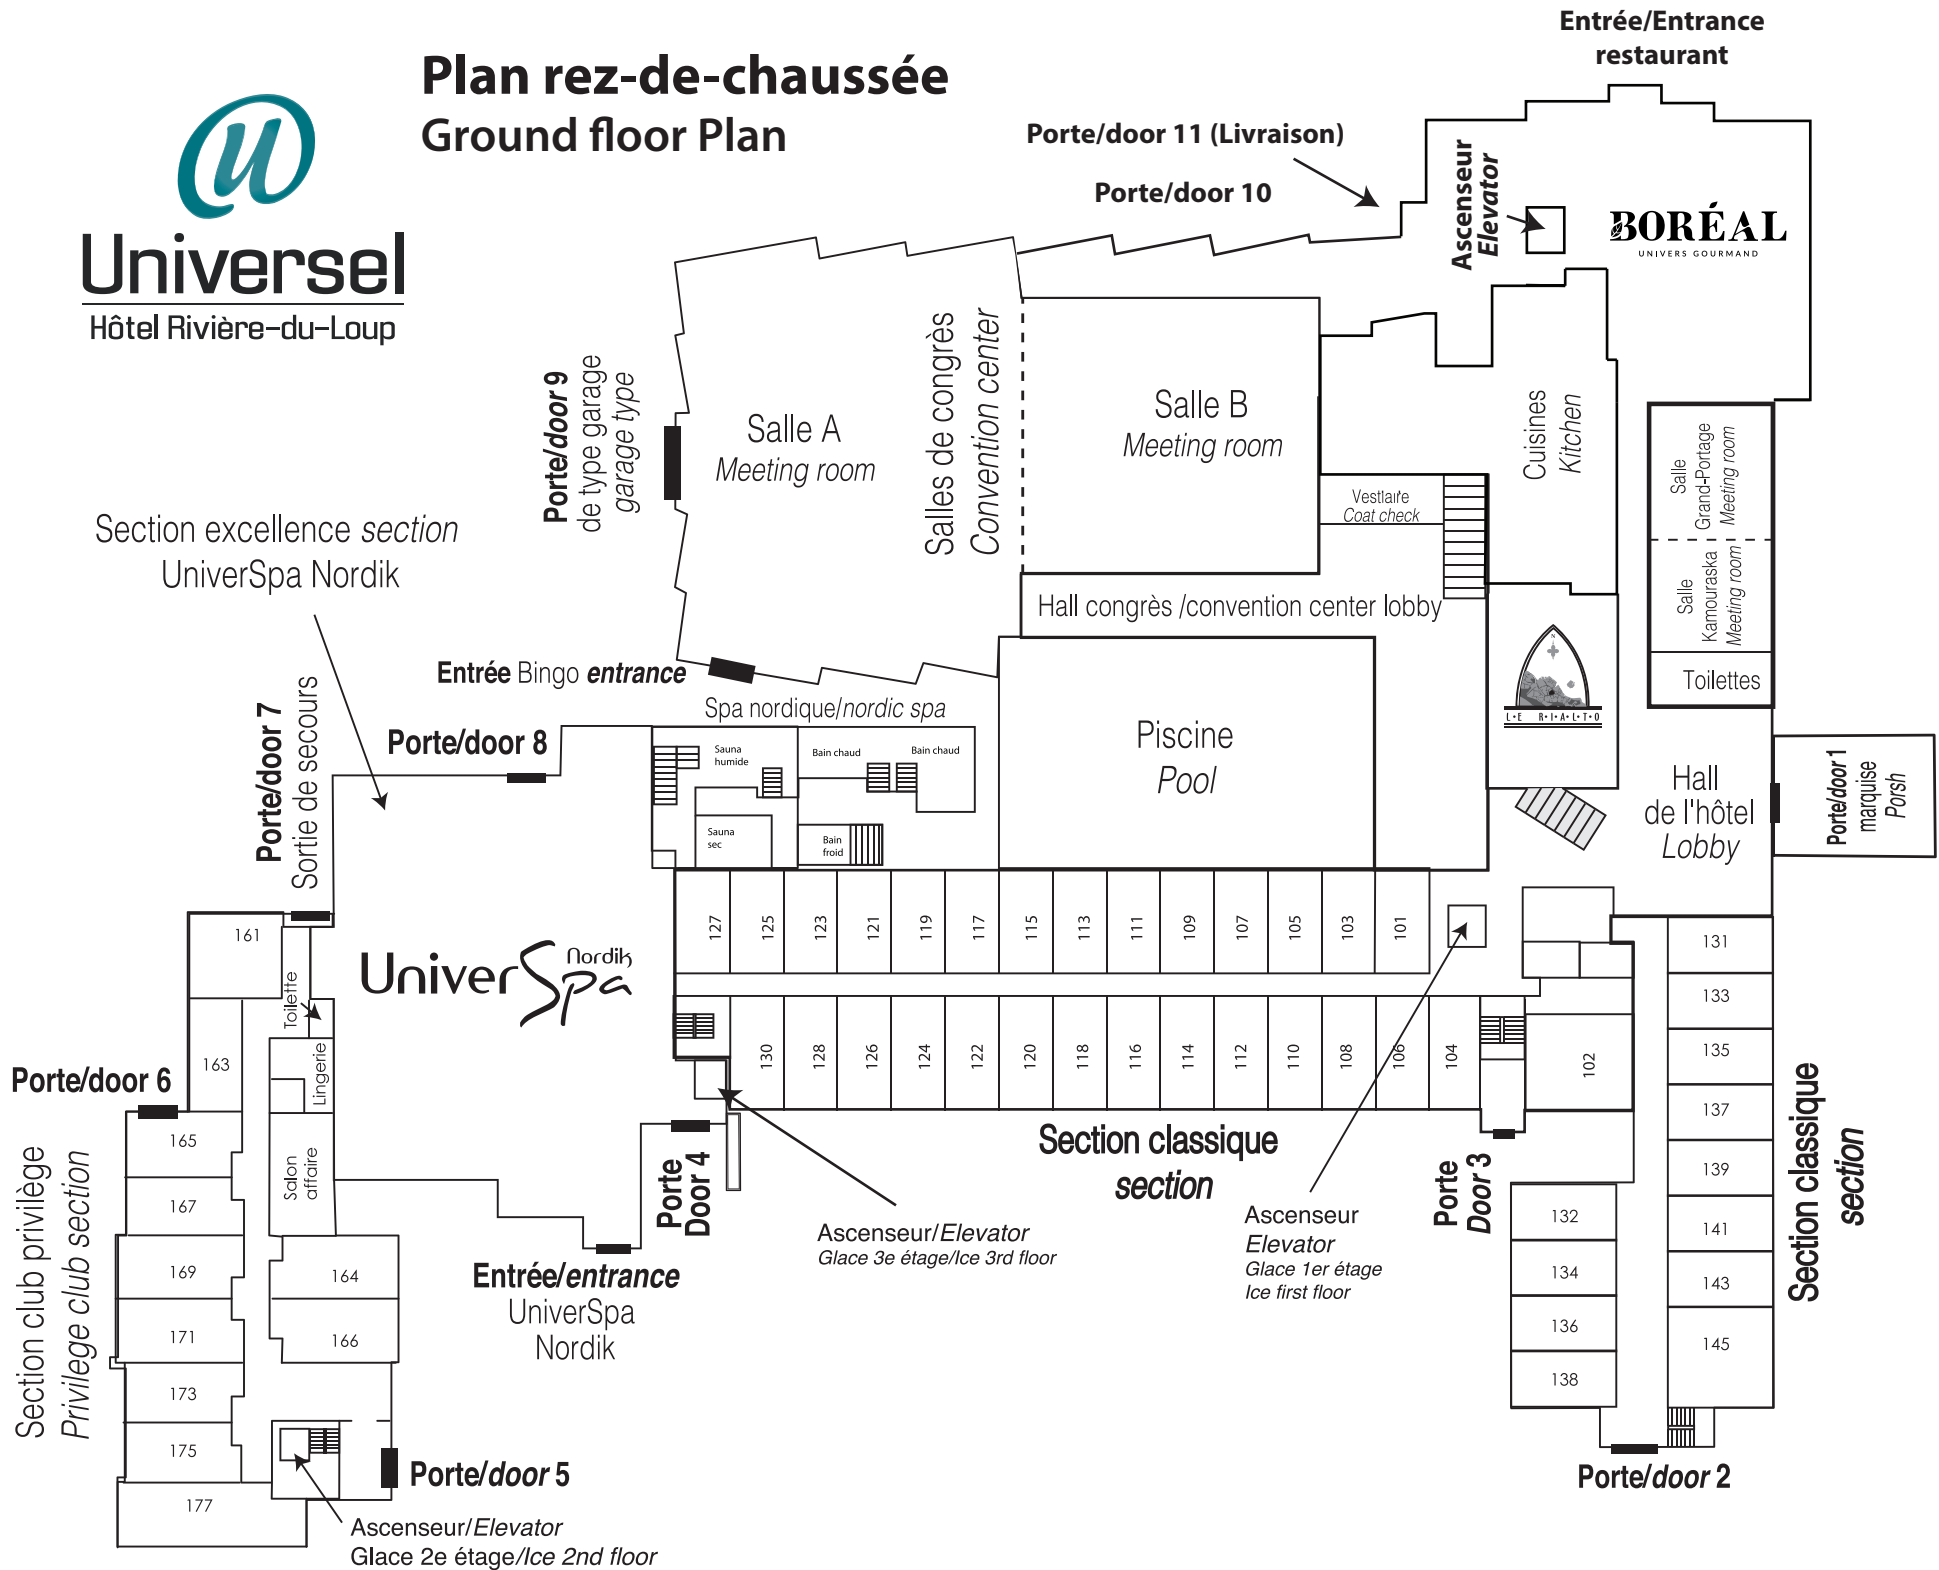 Plan rez-de-chaussée
Ground floor Plan
u
Universel
Hôtel Rivière-du-Loup
Entrée/Entrance
restaurant
Porte/door 11 (Livraison)
Porte/door 10
Ascenseur
Elevator
BORÉAL
UNIVERS GOURMAND
Porte/door 9
de type garage
garage type
Salle A
Meeting room
Salles de congrès
Convention center
Salle B
Meeting room
Cuisines
Kitchen
Vestiaire
Coat check
Salle
Grand-Portage
Meeting room
Salle
Kamouraska
Meeting room
Toilettes
Section excellence section
UniverSpa Nordik
Hall congrès /convention center lobby
N
L•E R•I•A•L•T•O
Entrée Bingo entrance
Spa nordique/nordic spa
Porte/door 7
Sortie de secours
Porte/door 8
Sauna
humide
Bain chaud
Bain chaud
Sauna
sec
Bain
froid
Piscine
Pool
Hall
de l'hôtel
Lobby
Porte/door 1
marquise
Porsh
127
125
123
121
119
117
115
113
111
109
107
105
103
101
161
Toilette
UniverSpa
Nordik
131
133
135
137
139
141
143
145
163
Lingerie
130
128
126
124
122
120
118
116
114
112
110
108
106
104
102
Porte/door 6
Section club privilège
Privilege club section
165
167
169
171
173
175
177
Salon
affaire
164
166
Porte
Door 4
Section classique
section
Porte
Door 3
Section classique
section
132
134
136
138
Ascenseur/Elevator
Glace 3e étage/Ice 3rd floor
Ascenseur
Elevator
Glace 1er étage
Ice first floor
Entrée/entrance
UniverSpa
Nordik
Porte/door 5
Porte/door 2
Ascenseur/Elevator
Glace 2e étage/Ice 2nd floor